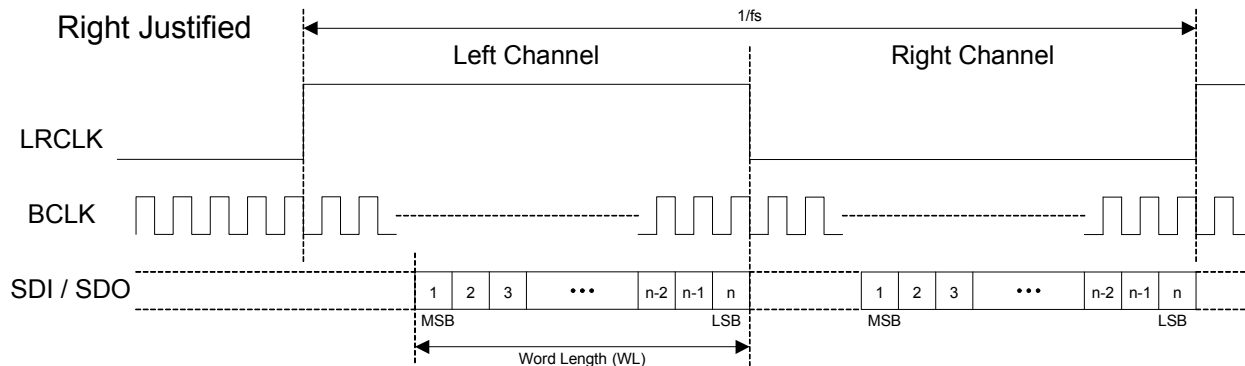 Right Justified
1/fs
Left Channel
Right Channel
LRCLK
BCLK
SDI / SDO
1 2 3 ••• n-2 n-1 n
1 2 3 ••• n-2 n-1 n
MSB LSB
MSB LSB
Word Length (WL)